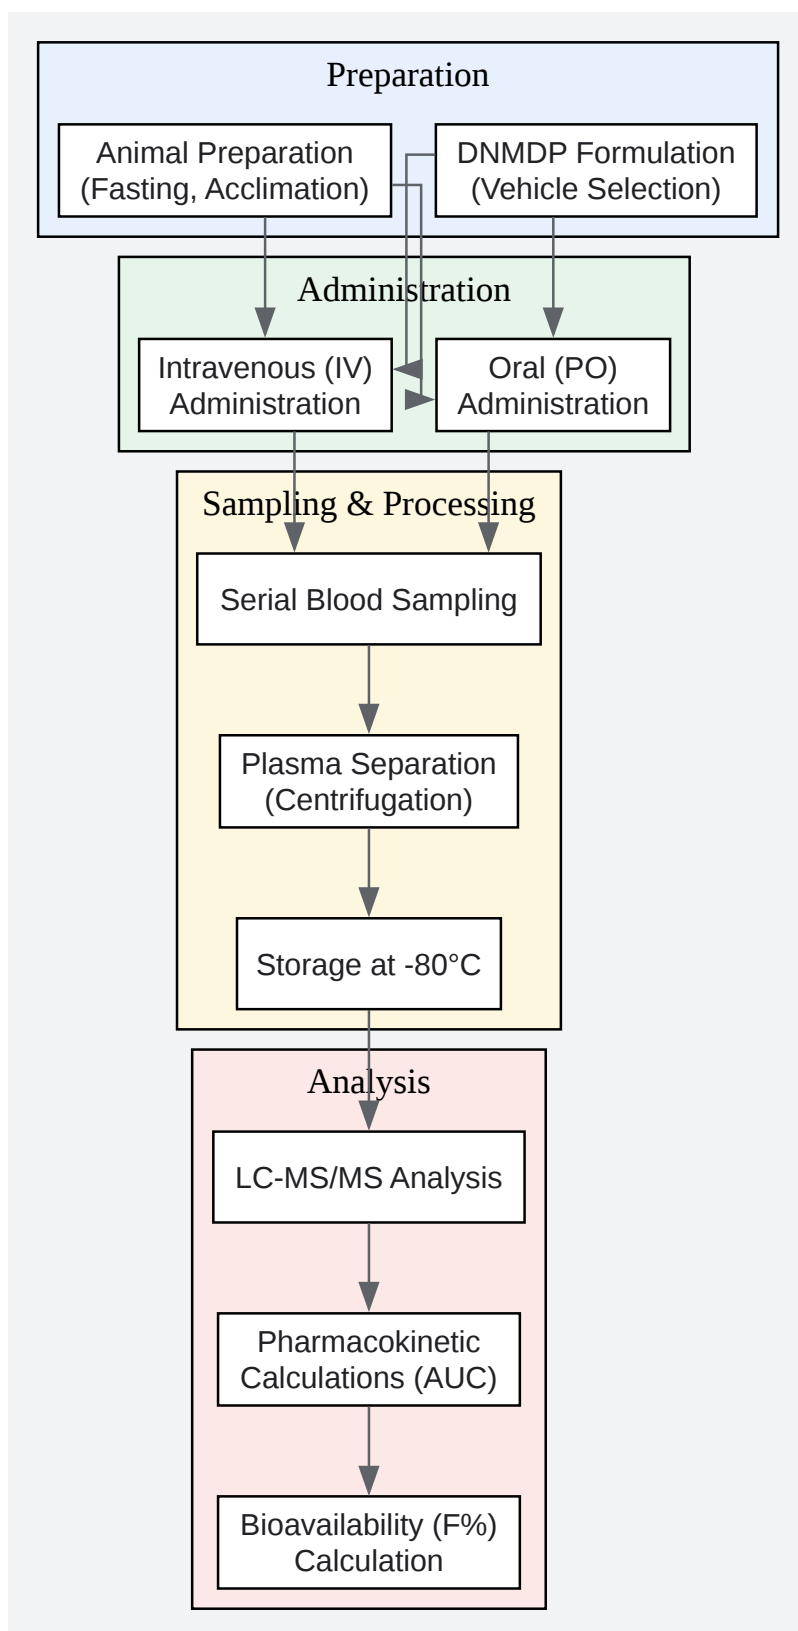 Preparation
Animal Preparation
(Fasting, Acclimation)
DNMDP Formulation
(Vehicle Selection)
Administration
Intravenous (IV)
Administration
Oral (PO)
Administration
Sampling & Processing
Serial Blood Sampling
Plasma Separation
(Centrifugation)
Storage at -80°C
Analysis
LC-MS/MS Analysis
Pharmacokinetic
Calculations (AUC)
Bioavailability (F%)
Calculation